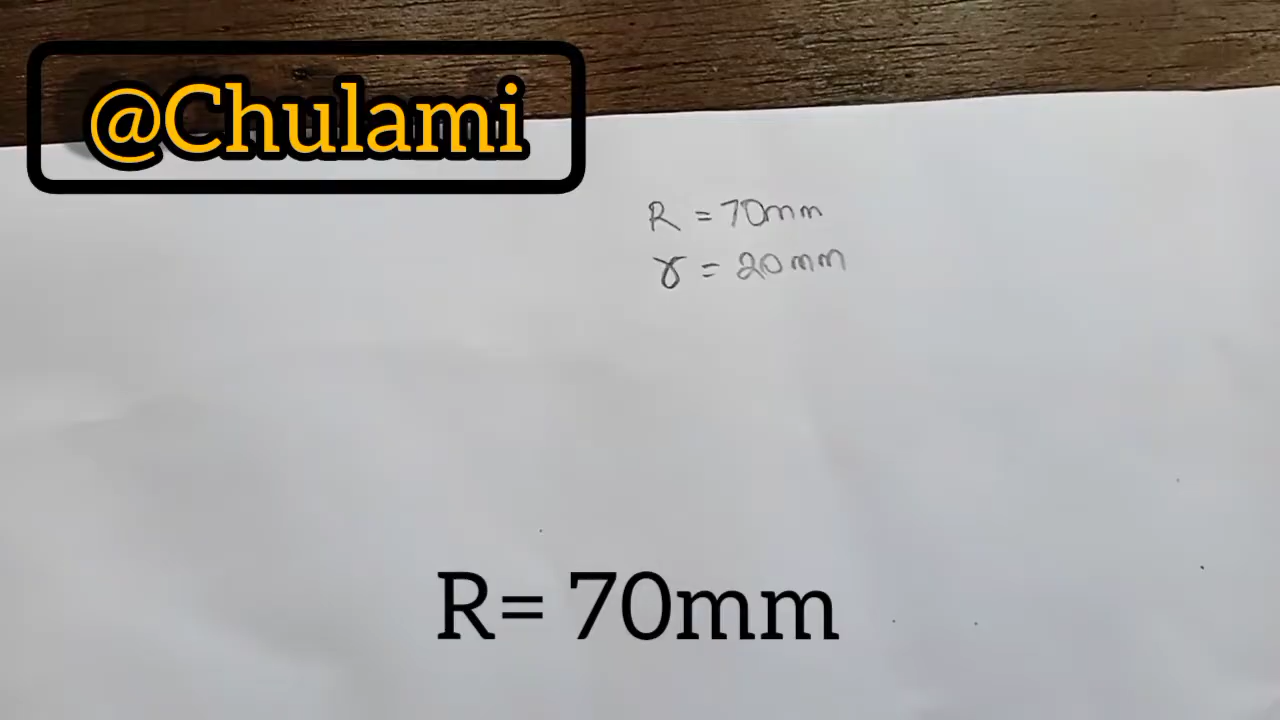 @Chulami
R = 70mm
r = 20mm
R= 70mm